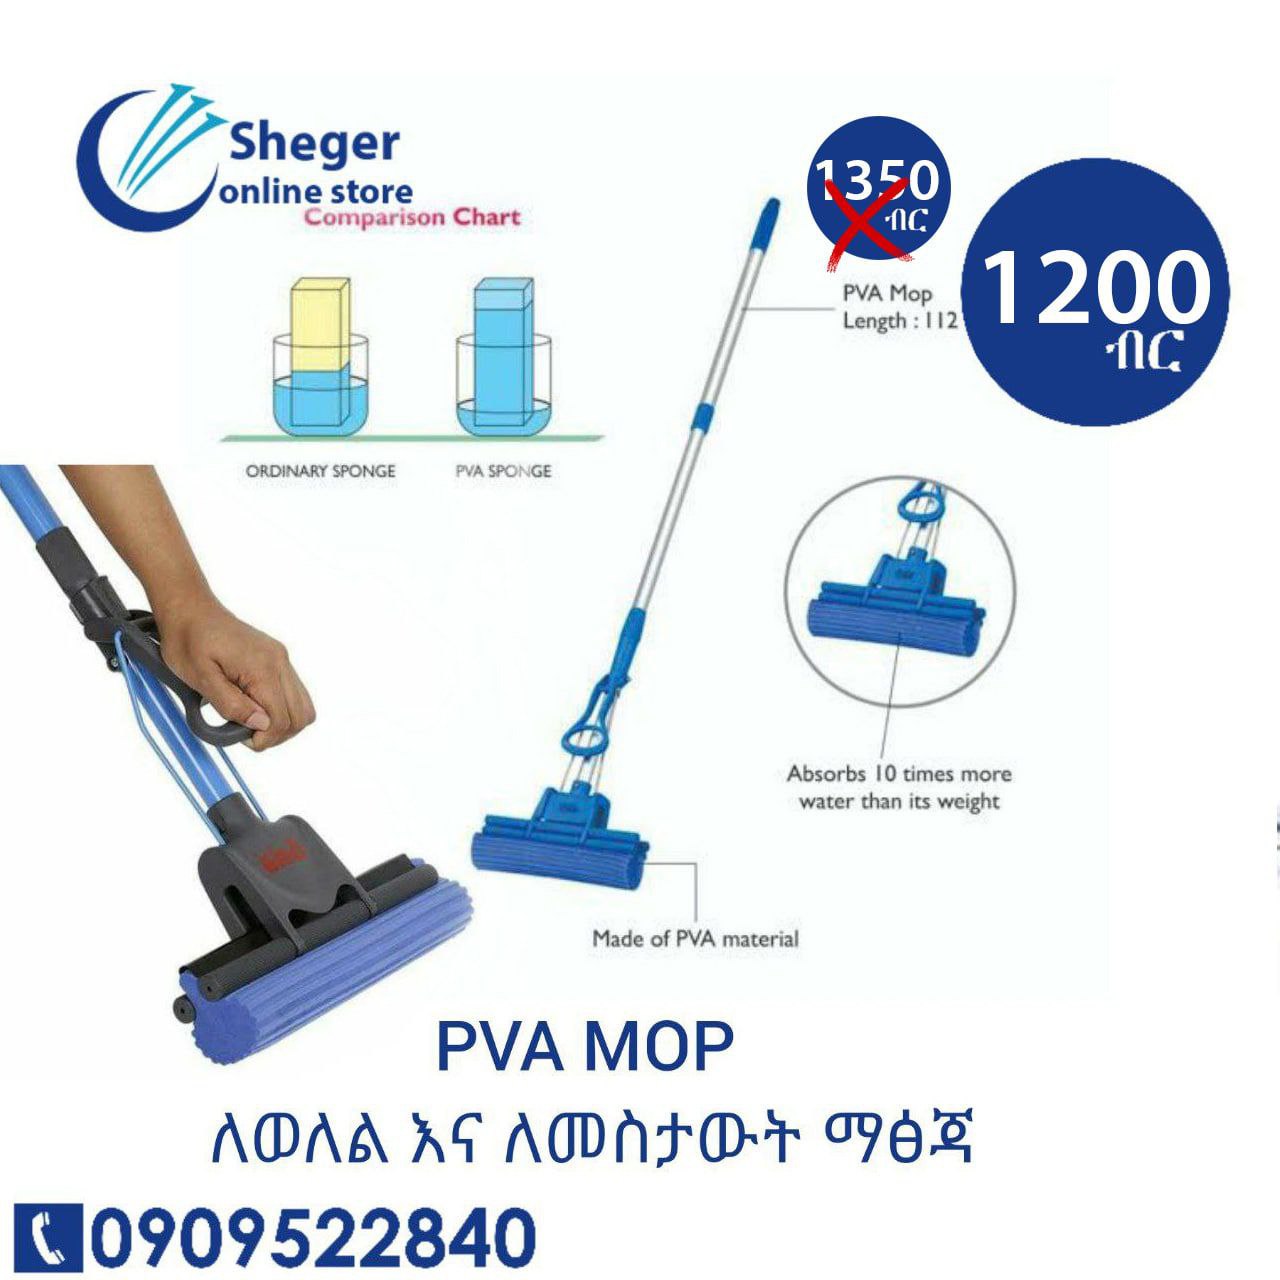 Sheger
online store
Comparison Chart
1350
ብር
1200
ብር
PVA Mop
Length : 112
ORDINARY SPONGE
PVA SPONGE
Absorbs 10 times more
water than its weight
Made of PVA material
PVA MOP
ለወለል እና ለመስታውት ማፅጃ
0909522840